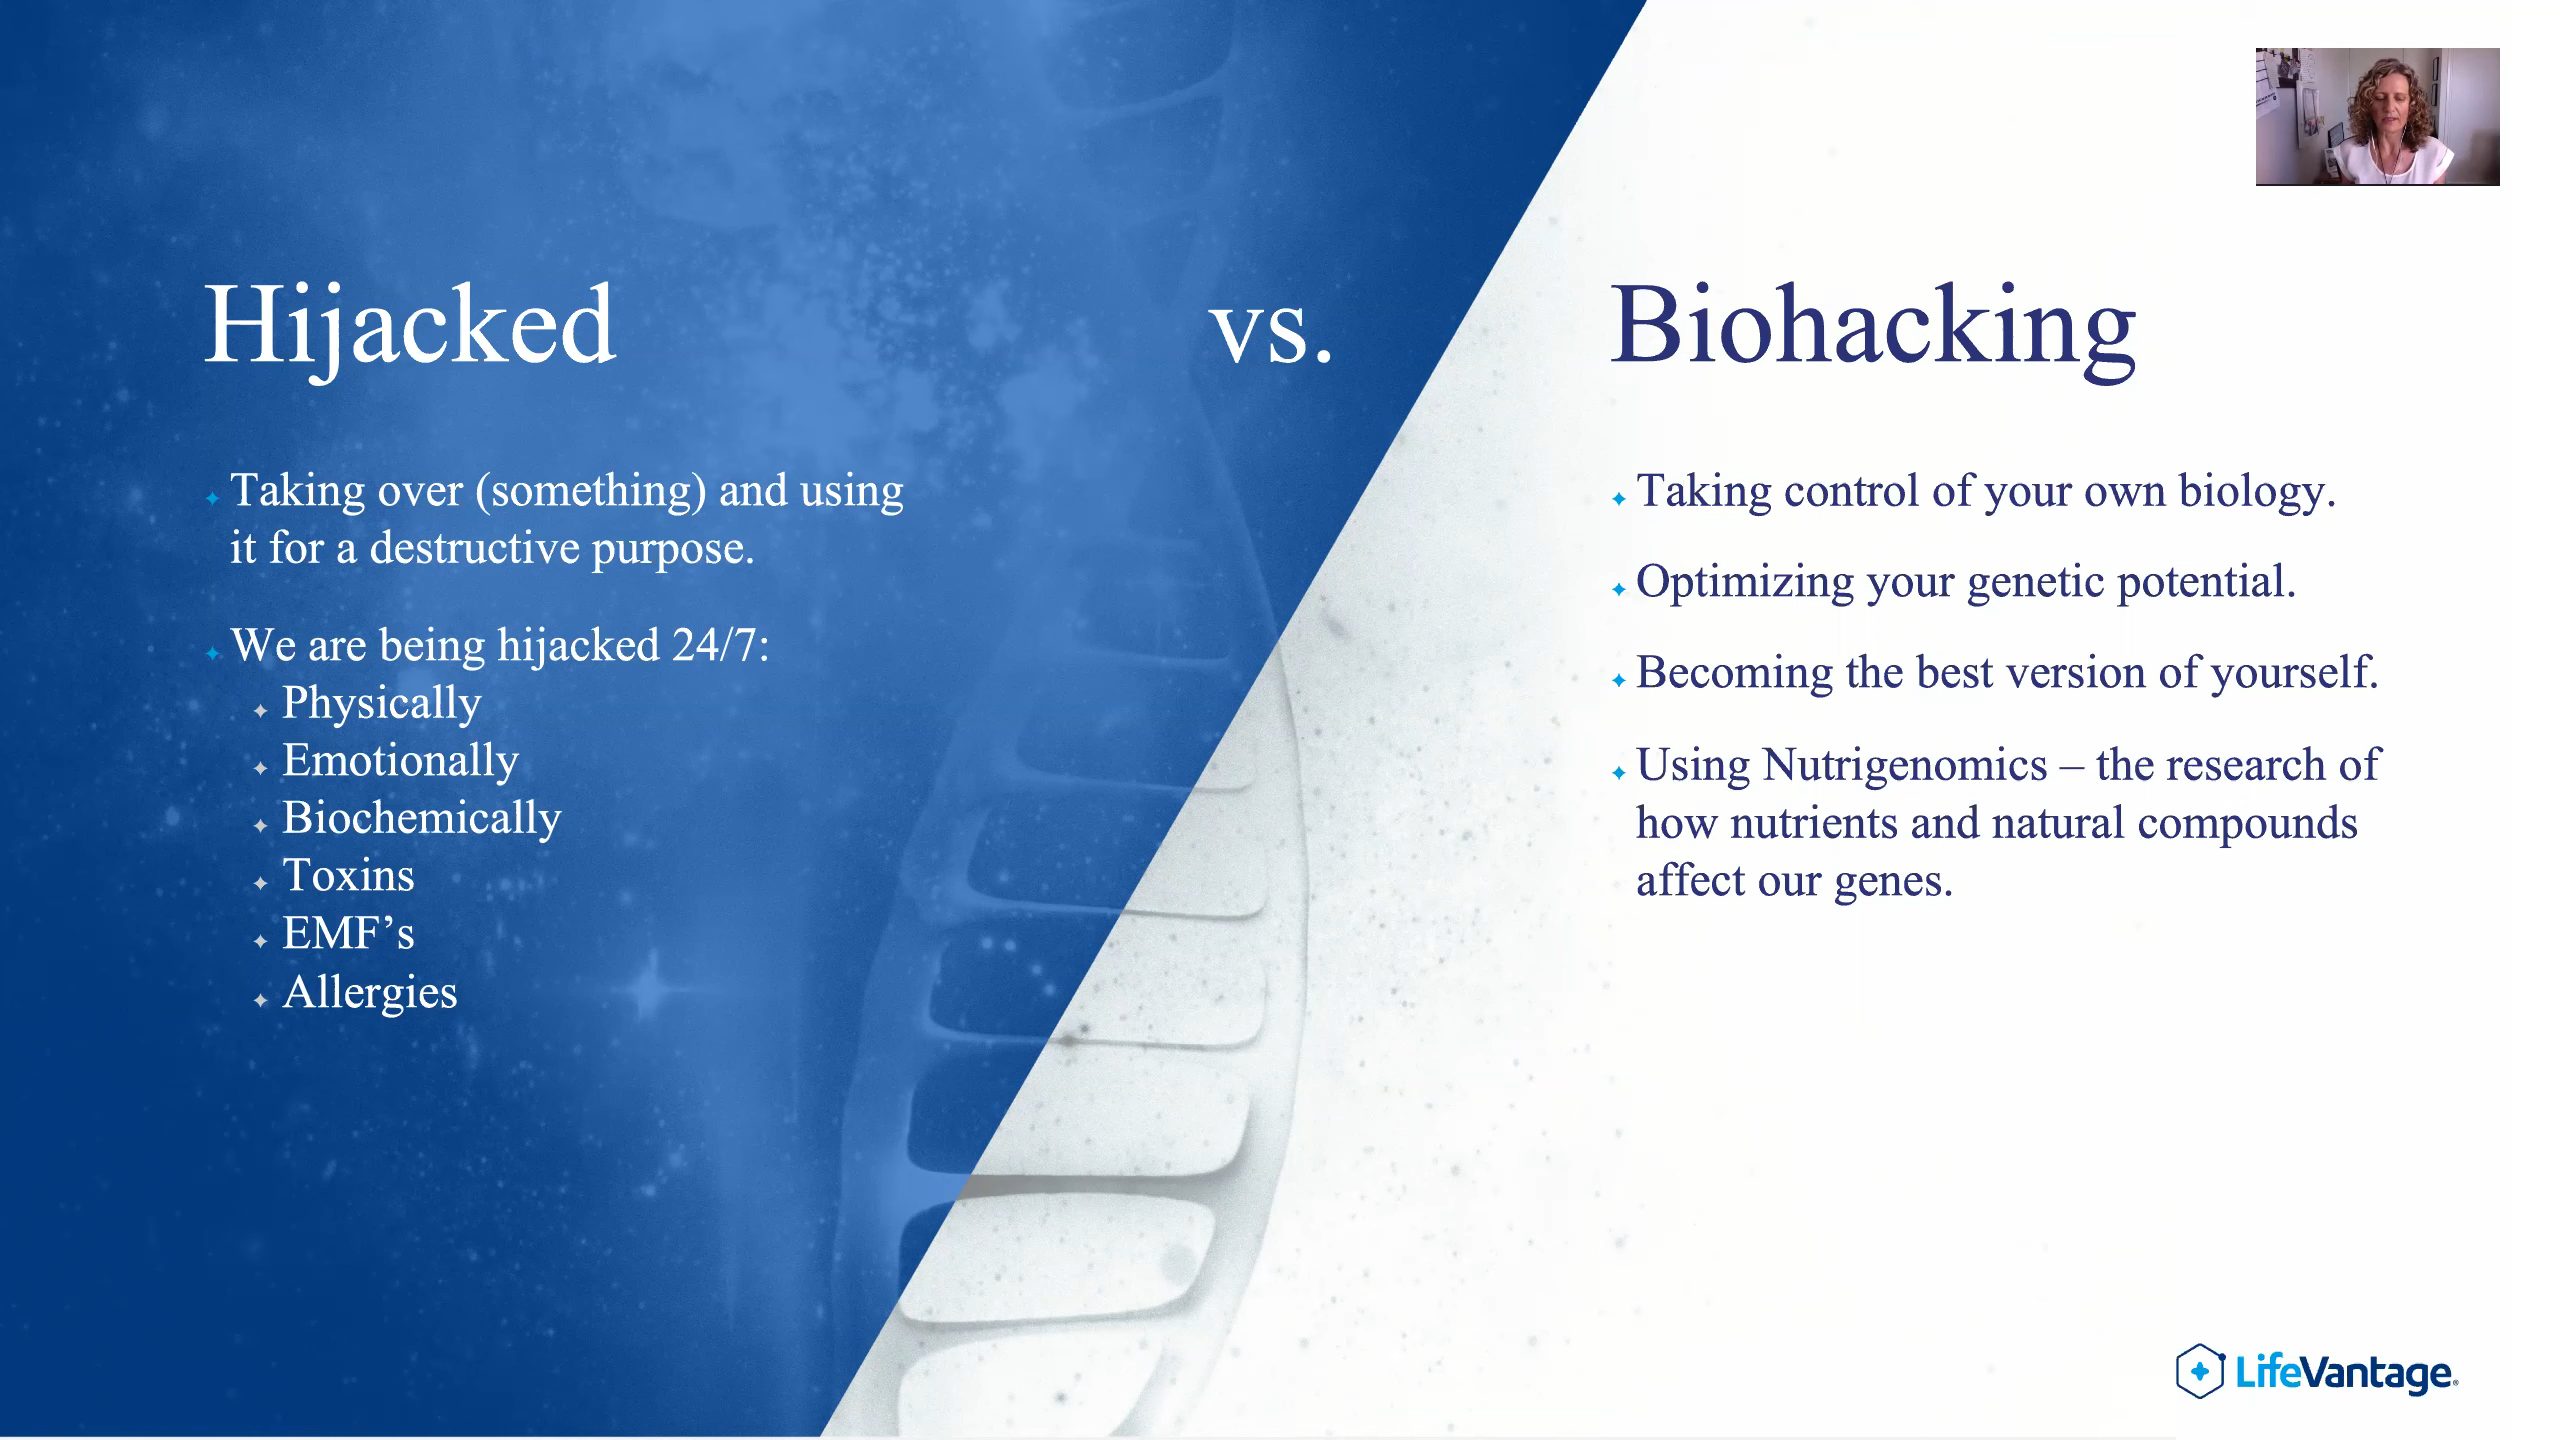 Hijacked vs. Biohacking
Taking over (something) and using
it for a destructive purpose.
We are being hijacked 24/7:
Physically
Emotionally
Biochemically
Toxins
EMF’s
Allergies
Taking control of your own biology.
Optimizing your genetic potential.
Becoming the best version of yourself.
Using Nutrigenomics – the research of
how nutrients and natural compounds
affect our genes.
LifeVantage®